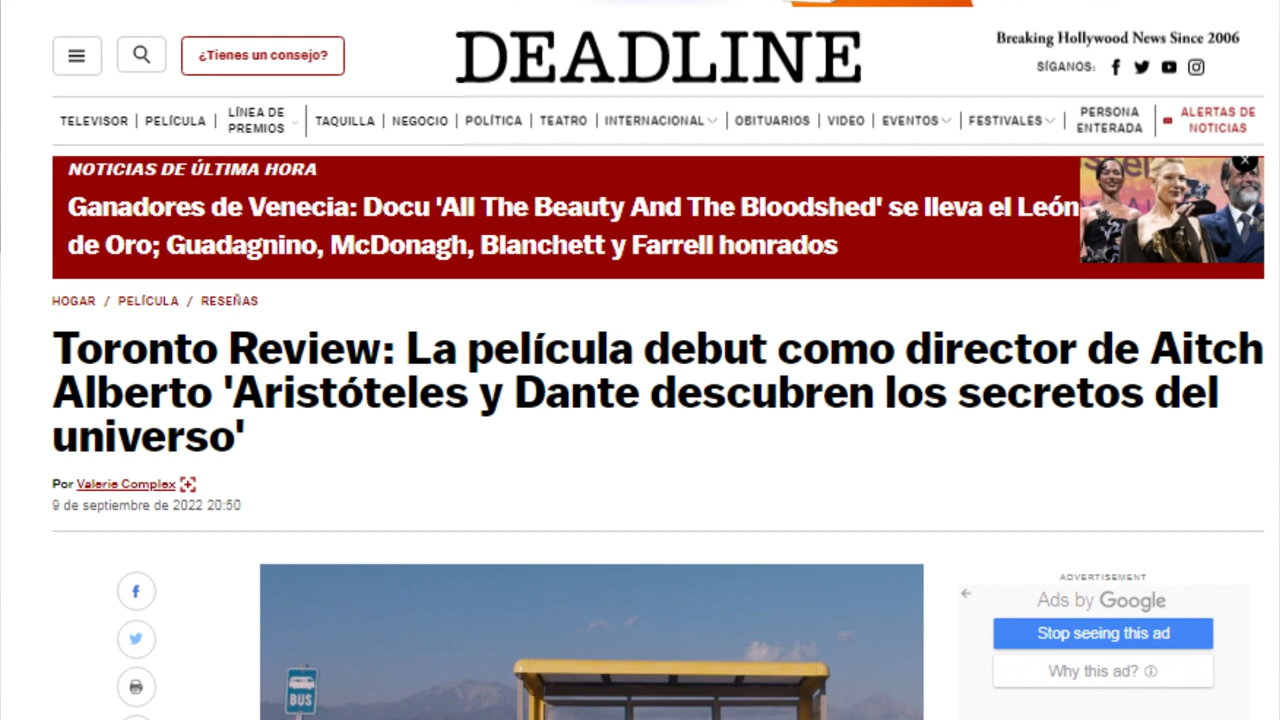 ¿Tienes un consejo?
DEADLINE
Breaking Hollywood News Since 2006
SÍGANOS:
TELEVISOR | PELÍCULA | LÍNEA DE PREMIOS | TAQUILLA | NEGOCIO | POLÍTICA | TEATRO | INTERNACIONAL | OBITUARIOS | VIDEO | EVENTOS | FESTIVALES | PERSONA ENTERADA | ALERTAS DE NOTICIAS
NOTICIAS DE ÚLTIMA HORA
Ganadores de Venecia: Docu 'All The Beauty And The Bloodshed' se lleva el León
de Oro; Guadagnino, McDonagh, Blanchett y Farrell honrados
HOGAR / PELÍCULA / RESEÑAS
Toronto Review: La película debut como director de Aitch
Alberto 'Aristóteles y Dante descubren los secretos del
universo'
Por Valerie Complex
9 de septiembre de 2022 20:50
BUS
ADVERTISEMENT
Ads by Google
Stop seeing this ad
Why this ad?